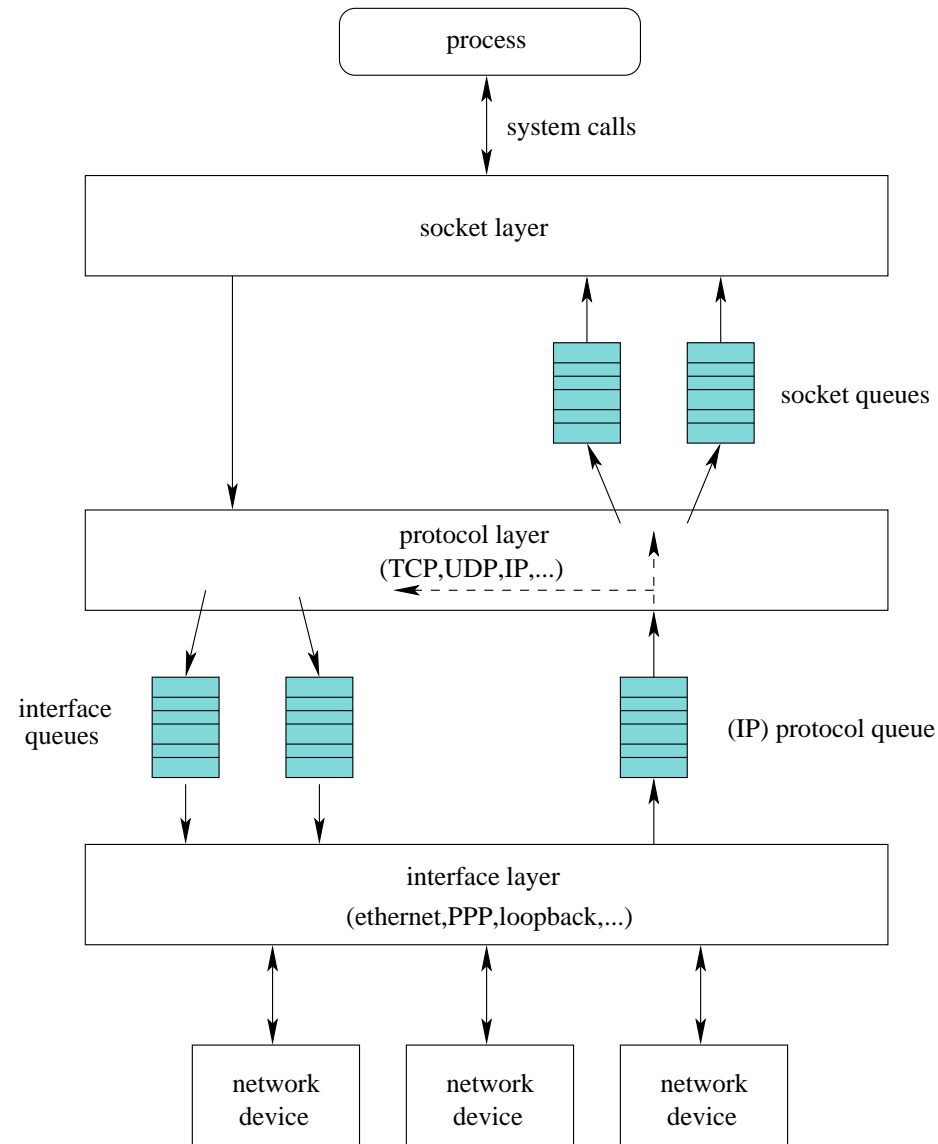 process
system calls
socket layer
socket queues
protocol layer
(TCP,UDP,IP,...)
interface
queues
(IP) protocol queue
interface layer
(ethernet,PPP,loopback,...)
network
device
network
device
network
device